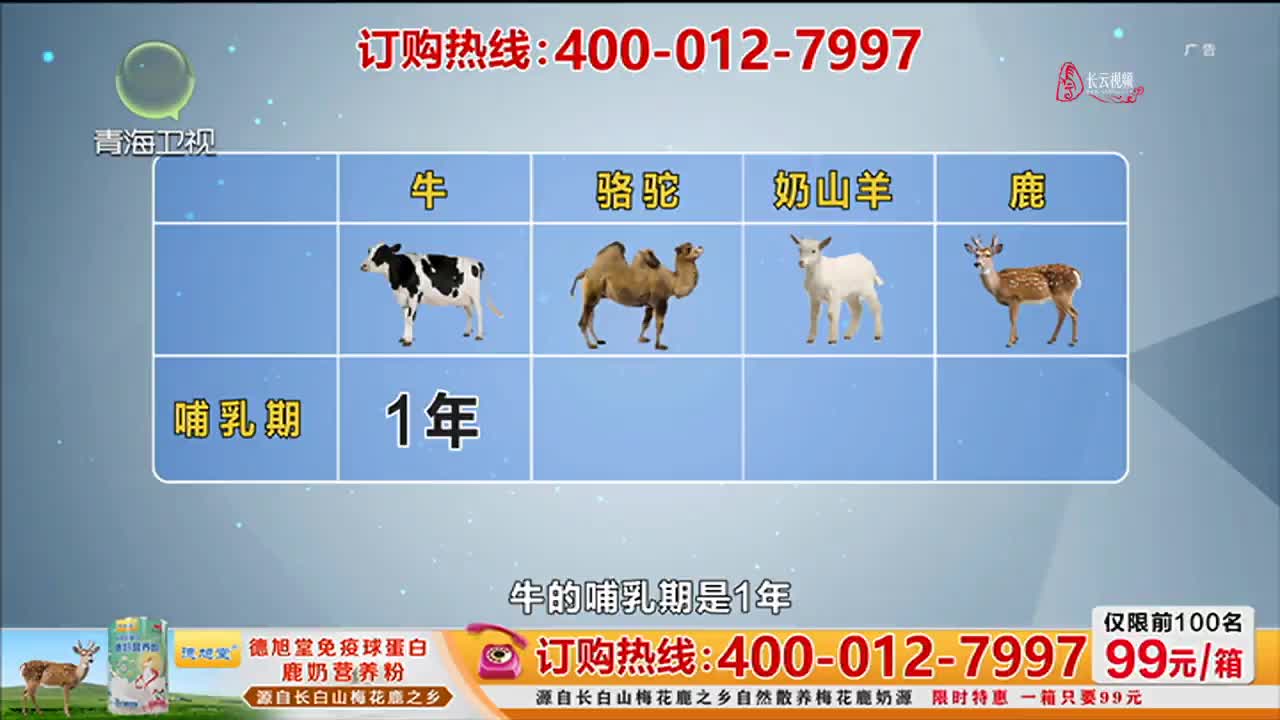 订购热线:400-012-7997
广告
长云视频
青海卫视
牛 骆驼 奶山羊 鹿
哺乳期 1年
牛的哺乳期是1年
德旭堂
德旭堂免疫球蛋白
鹿奶营养粉
源自长白山梅花鹿之乡
订购热线:400-012-7997
仅限前100名
99元/箱
源自长白山梅花鹿之乡自然散养梅花鹿奶源 限时特惠 一箱只要99元